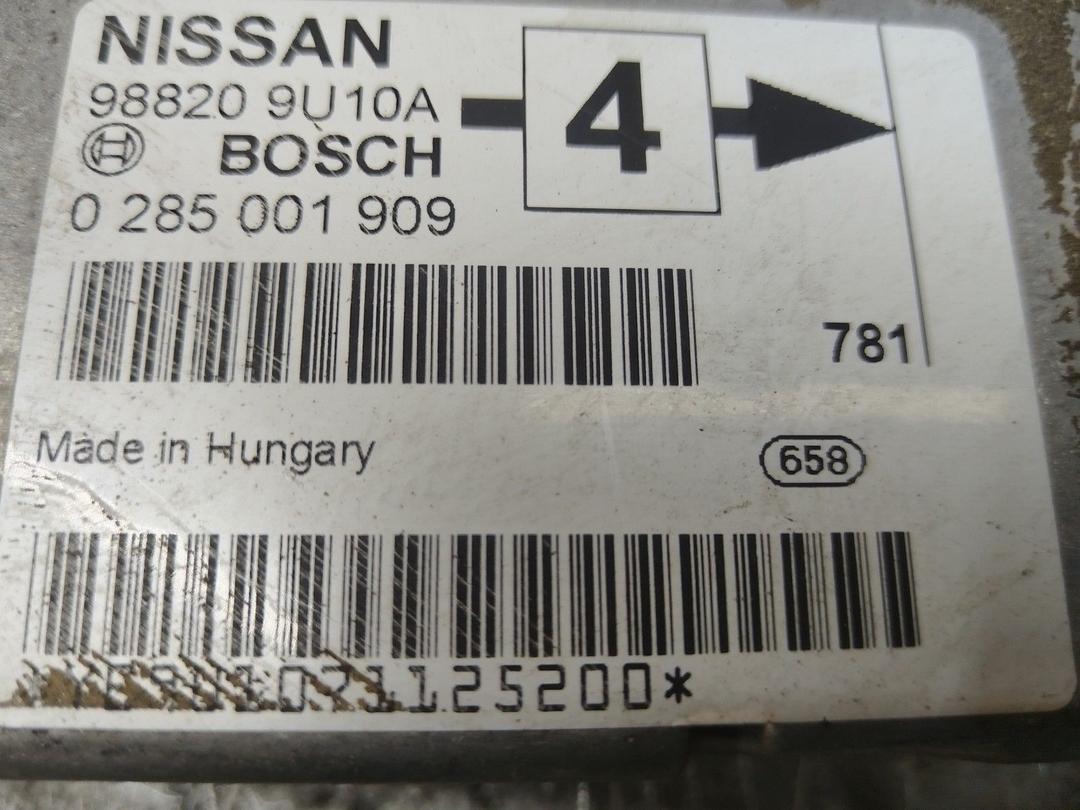 NISSAN
98820 9U10A
4
BOSCH
0 285 001 909
781
Made in Hungary
658